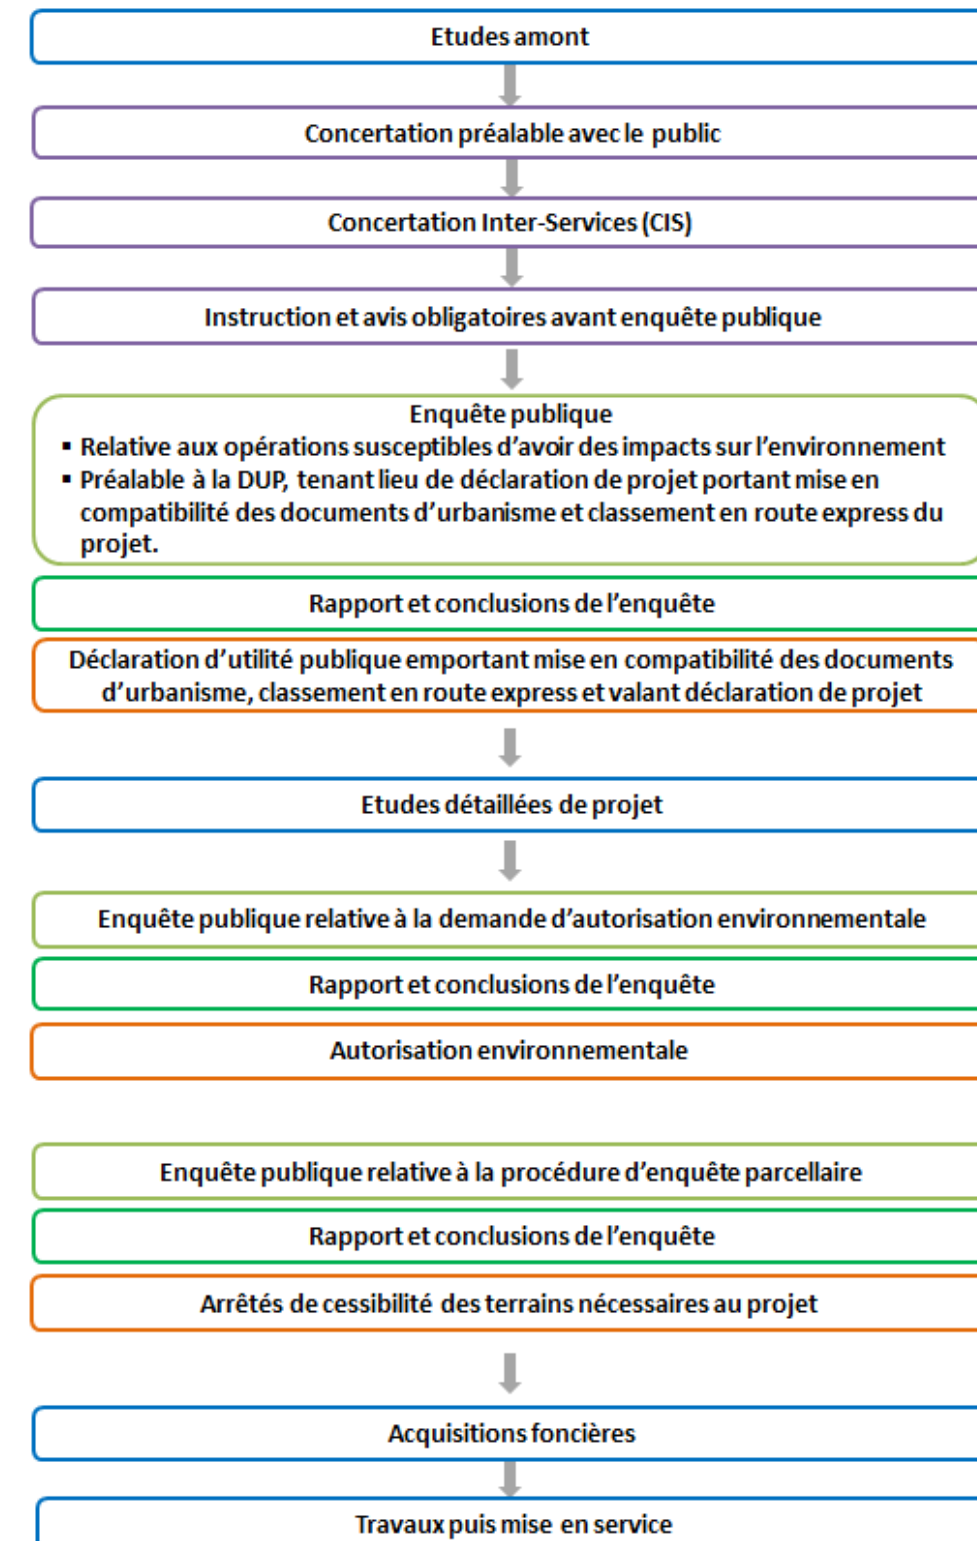 Etudes amont
Concertation préalable avec le public
Concertation Inter-Services (CIS)
Instruction et avis obligatoires avant enquête publique
Enquête publique
▪ Relative aux opérations susceptibles d’avoir des impacts sur l’environnement
▪ Préalable à la DUP, tenant lieu de déclaration de projet portant mise en
compatibilité des documents d’urbanisme et classement en route express du
projet.
Rapport et conclusions de l’enquête
Déclaration d’utilité publique emportant mise en compatibilité des documents
d’urbanisme, classement en route express et valant déclaration de projet
Etudes détaillées de projet
Enquête publique relative à la demande d’autorisation environnementale
Rapport et conclusions de l’enquête
Autorisation environnementale
Enquête publique relative à la procédure d’enquête parcellaire
Rapport et conclusions de l’enquête
Arrêtés de cessibilité des terrains nécessaires au projet
Acquisitions foncières
Travaux puis mise en service